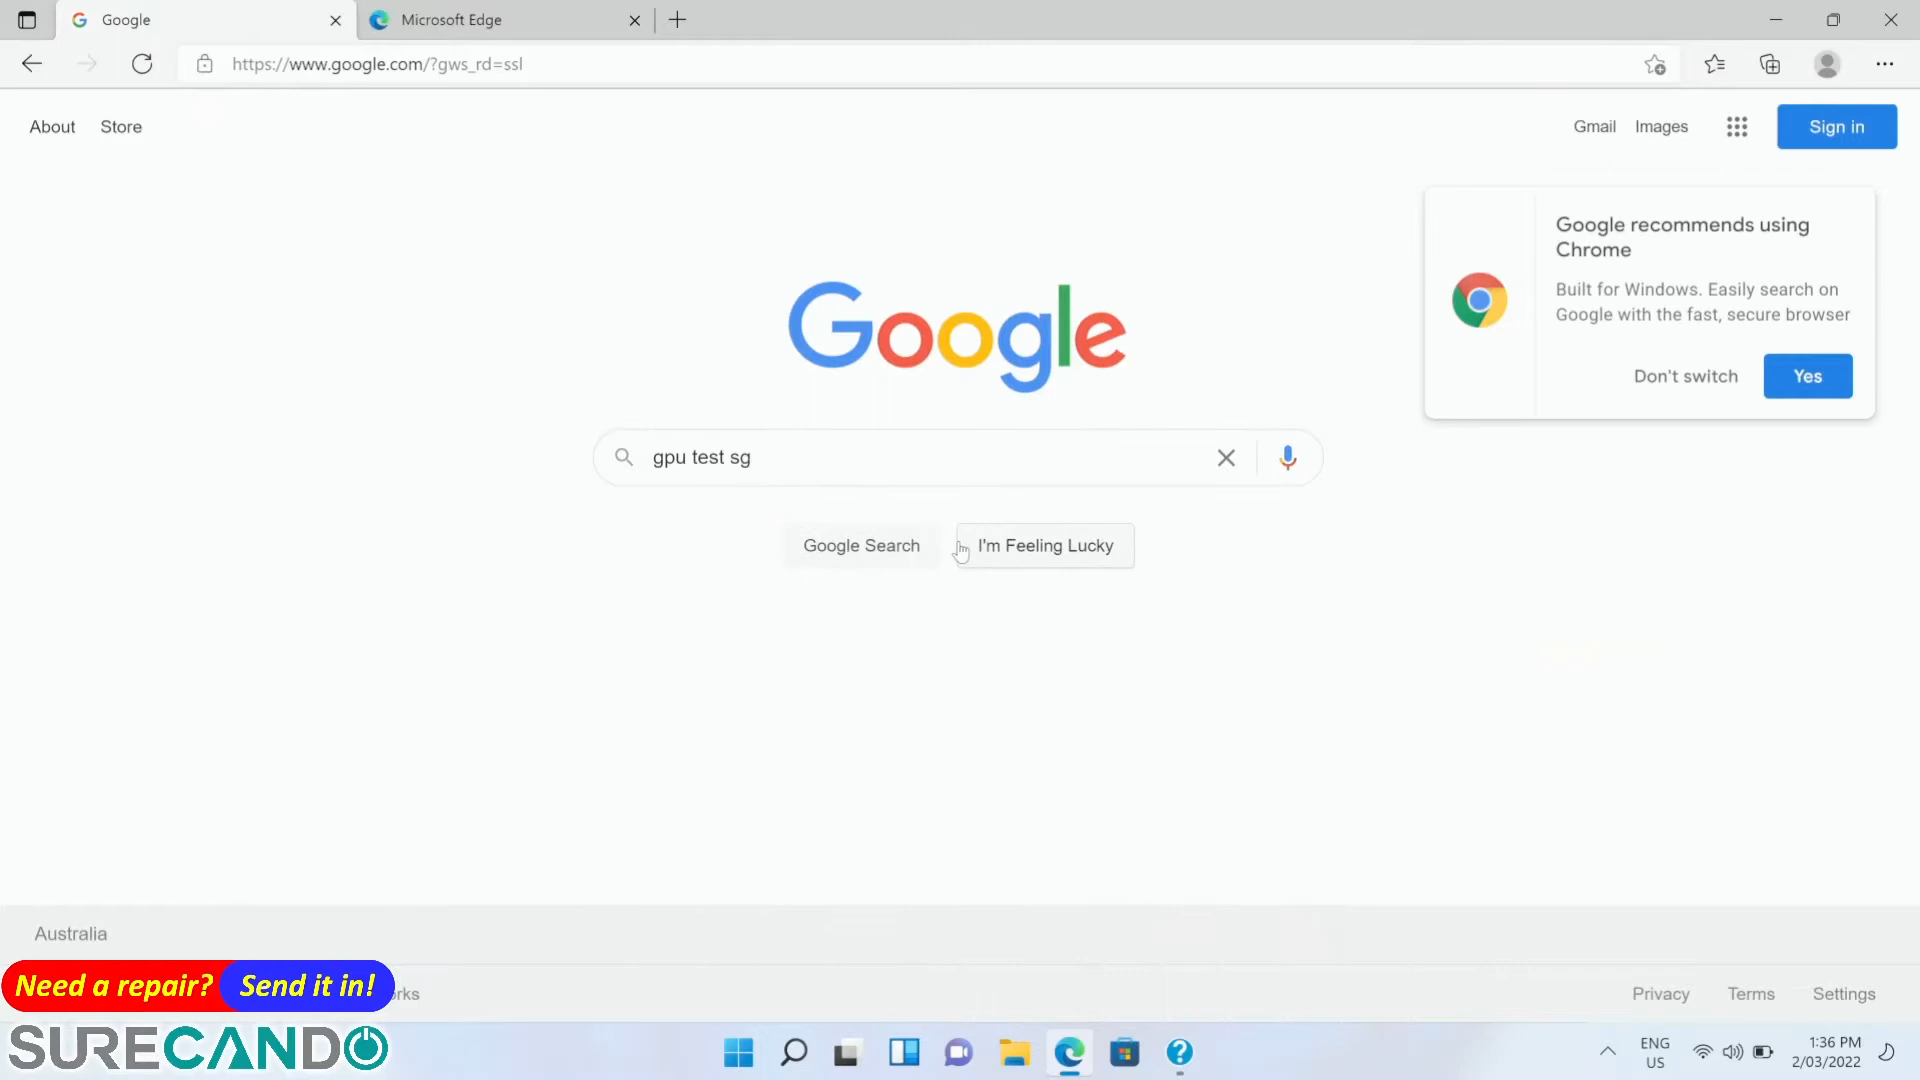 Google
Microsoft Edge
https://www.google.com/?gws_rd=ssl
About Store
Gmail Images Sign in
Google recommends using
Chrome
Built for Windows. Easily search on
Google with the fast, secure browser
Don't switch Yes
Google
gpu test sg
Google Search I'm Feeling Lucky
Australia
Need a repair? Send it in!
Privacy Terms Settings
SURECANDO
ENG
US
1:36 PM
2/03/2022